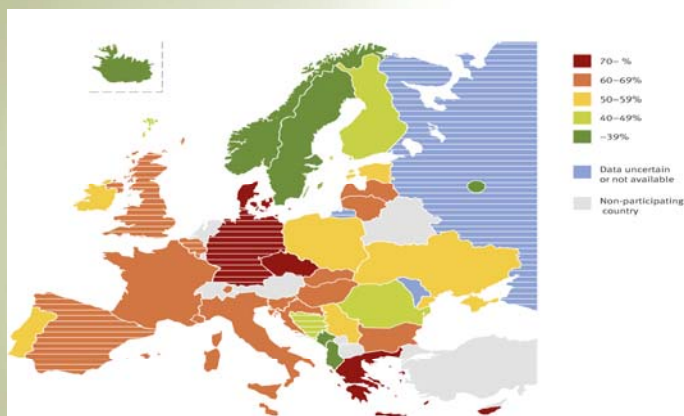 70– %
60–69%
50–59%
40–49%
–39%
Data uncertain
or not available
Non-participating
country